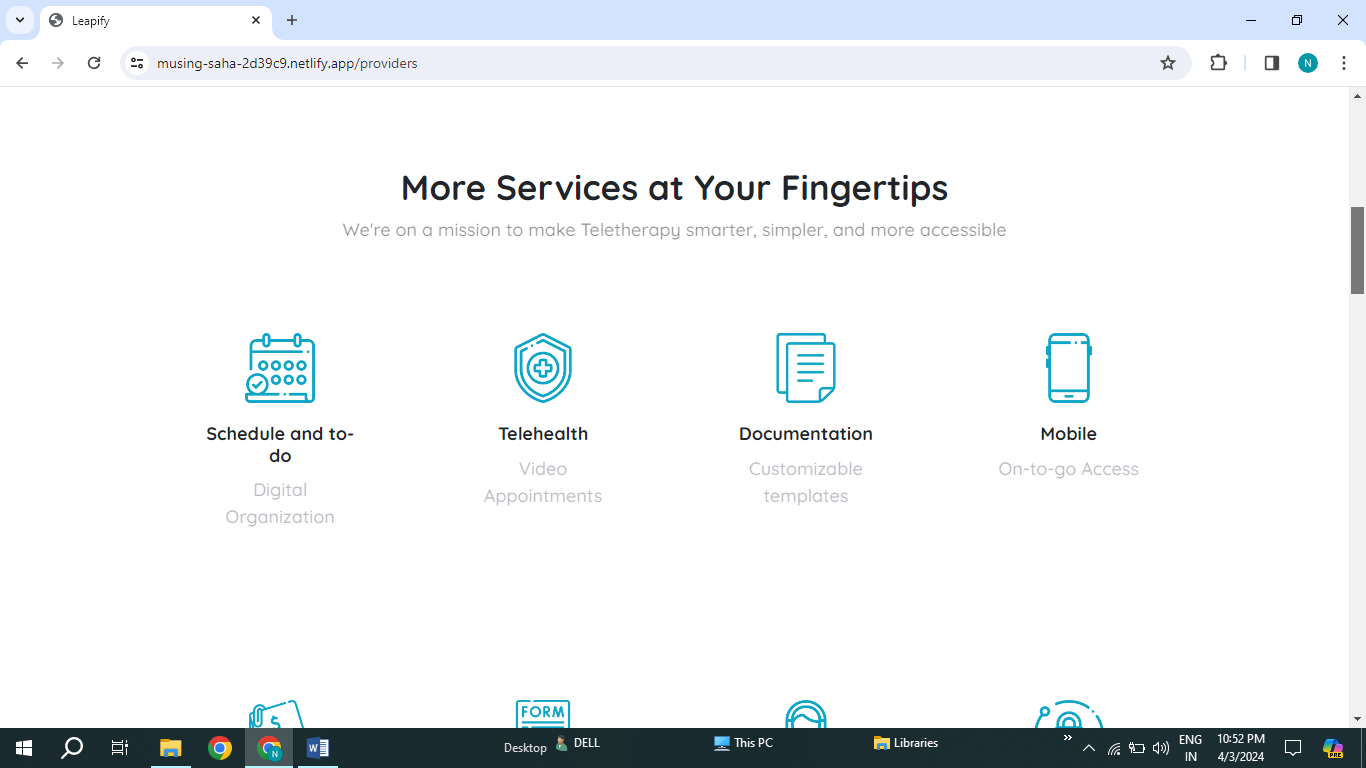 Leapify
musing-saha-2d39c9.netlify.app/providers
N
More Services at Your Fingertips
We're on a mission to make Teletherapy smarter, simpler, and more accessible
Schedule and to-
do
Digital
Organization
Telehealth
Video
Appointments
Documentation
Customizable
templates
Mobile
On-to-go Access
$
FORM
N
W
Desktop
DELL
This PC
Libraries
»
ENG
IN
10:52 PM
4/3/2024
PRE